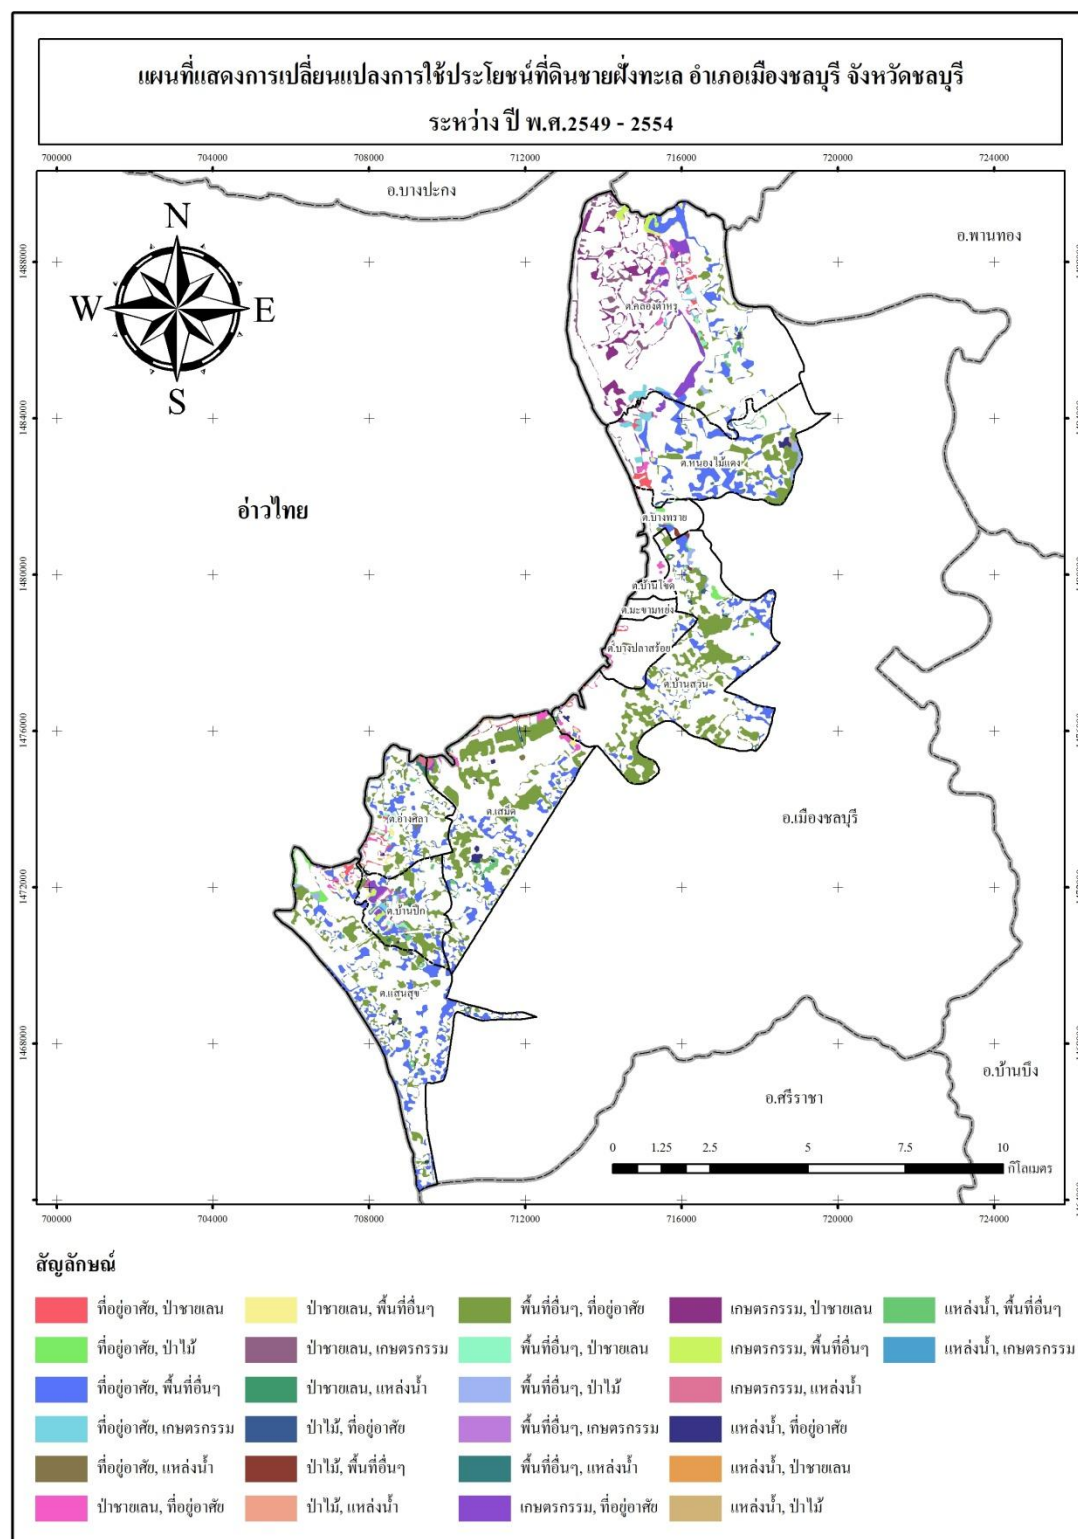 แผนที่แสดงการเปลี่ยนแปลงการใช้ประโยชน์ที่ดินชายฝั่งทะเล อำเภอเมืองชลบุรี จังหวัดชลบุรี
ระหว่าง ปี พ.ศ.2549 - 2554
700000 704000 708000 712000 716000 720000 724000
อ.บางปะกง
N
อ.พานทอง
1488000
W E
ต.คลองตำหรุ
S
1484000
ต.หนองไม้แดง
อ่าวไทย
ต.บางทราย
1480000
ต.บ้านโขด
ต.มะขามหย่ง
ต.บางปลาสร้อย
ต.บ้านสวน
1476000
ต.เสม็ด
ต.อ่างศิลา
อ.เมืองชลบุรี
1472000
ต.บ้านปึก
ต.แสนสุข
1468000
อ.บ้านบึง
อ.ศรีราชา
0 1.25 2.5 5 7.5 10
กิโลเมตร
700000 704000 708000 712000 716000 720000 724000
สัญลักษณ์
ที่อยู่อาศัย, ป่าชายเลน
ที่อยู่อาศัย, ป่าไม้
ที่อยู่อาศัย, พื้นที่อื่นๆ
ที่อยู่อาศัย, เกษตรกรรม
ที่อยู่อาศัย, แหล่งน้ำ
ป่าชายเลน, ที่อยู่อาศัย
ป่าชายเลน, พื้นที่อื่นๆ
ป่าชายเลน, เกษตรกรรม
ป่าชายเลน, แหล่งน้ำ
ป่าไม้, ที่อยู่อาศัย
ป่าไม้, พื้นที่อื่นๆ
ป่าไม้, แหล่งน้ำ
พื้นที่อื่นๆ, ที่อยู่อาศัย
พื้นที่อื่นๆ, ป่าชายเลน
พื้นที่อื่นๆ, ป่าไม้
พื้นที่อื่นๆ, เกษตรกรรม
พื้นที่อื่นๆ, แหล่งน้ำ
เกษตรกรรม, ที่อยู่อาศัย
เกษตรกรรม, ป่าชายเลน
เกษตรกรรม, พื้นที่อื่นๆ
เกษตรกรรม, แหล่งน้ำ
แหล่งน้ำ, ที่อยู่อาศัย
แหล่งน้ำ, ป่าชายเลน
แหล่งน้ำ, ป่าไม้
แหล่งน้ำ, พื้นที่อื่นๆ
แหล่งน้ำ, เกษตรกรรม